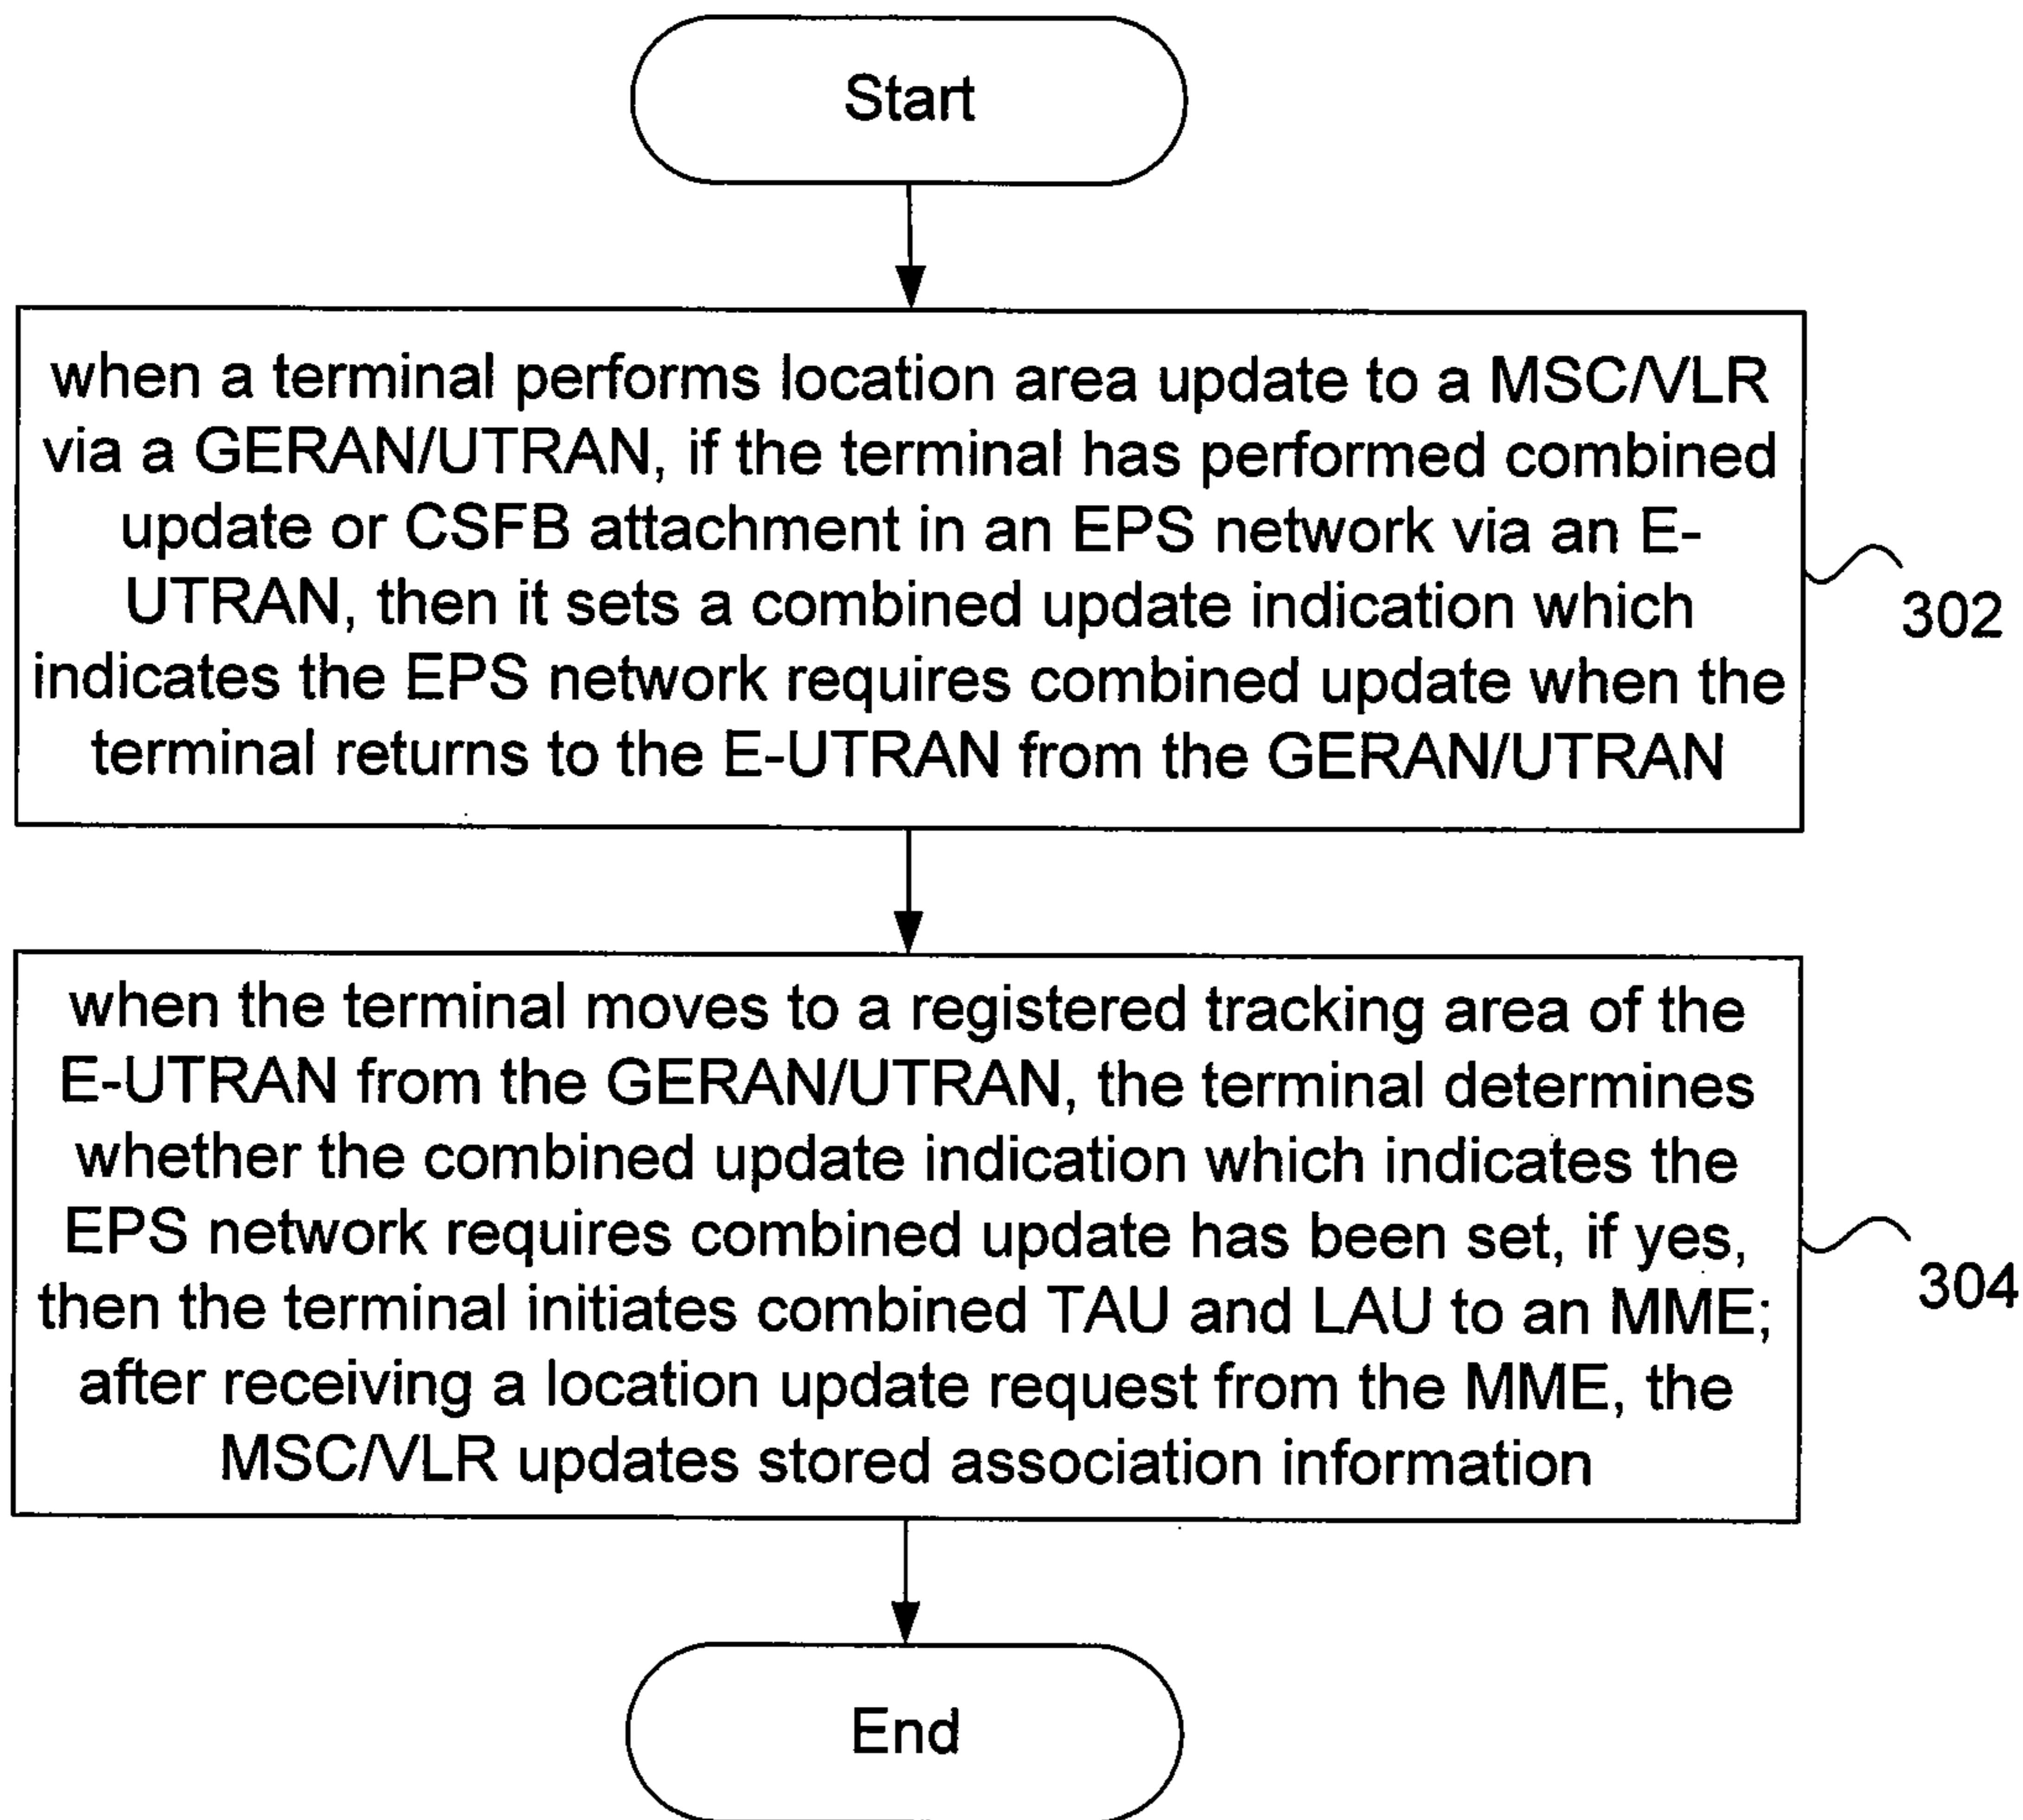 Start
when a terminal performs location area update to a MSC/VLR
via a GERAN/UTRAN, if the terminal has performed combined
update or CSFB attachment in an EPS network via an E-
UTRAN, then it sets a combined update indication which
indicates the EPS network requires combined update when the
terminal returns to the E-UTRAN from the GERAN/UTRAN
302
when the terminal moves to a registered tracking area of the
E-UTRAN from the GERAN/UTRAN, the terminal determines
whether the combined update indication which indicates the
EPS network requires combined update has been set, if yes,
then the terminal initiates combined TAU and LAU to an MME;
after receiving a location update request from the MME, the
MSC/VLR updates stored association information
304
End